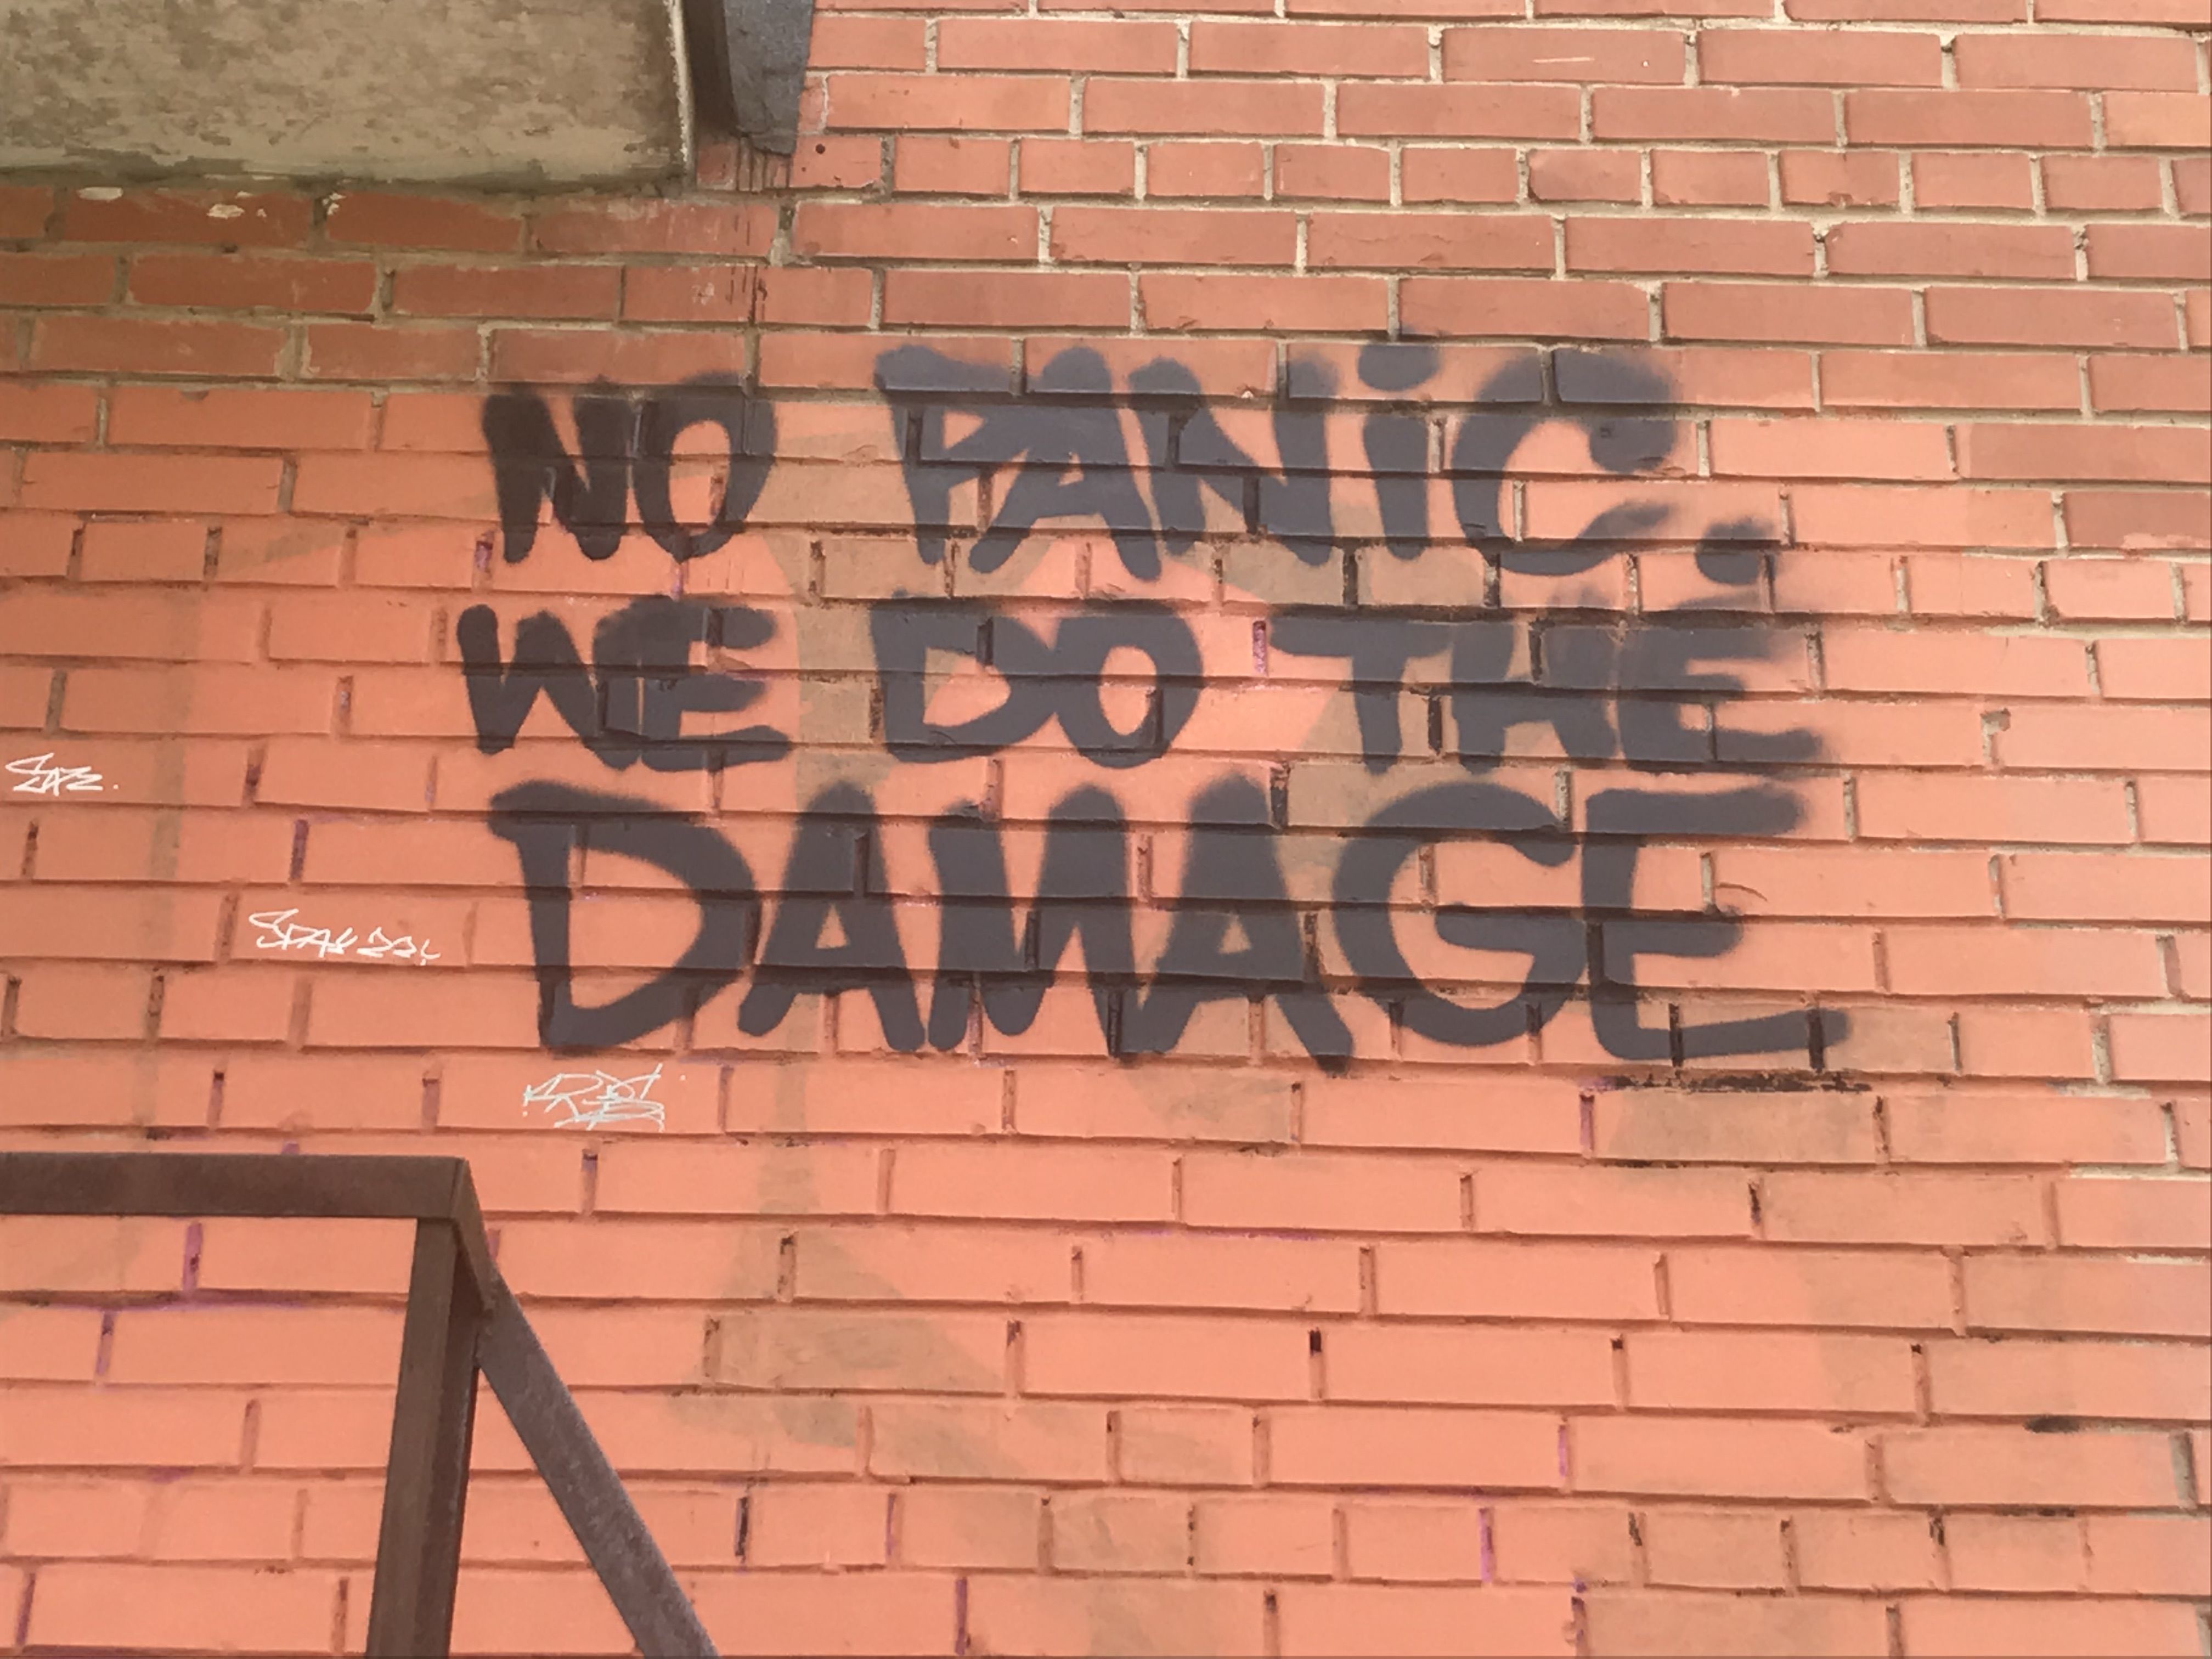 NO PANiC.
WE DO THE
DAMAGE